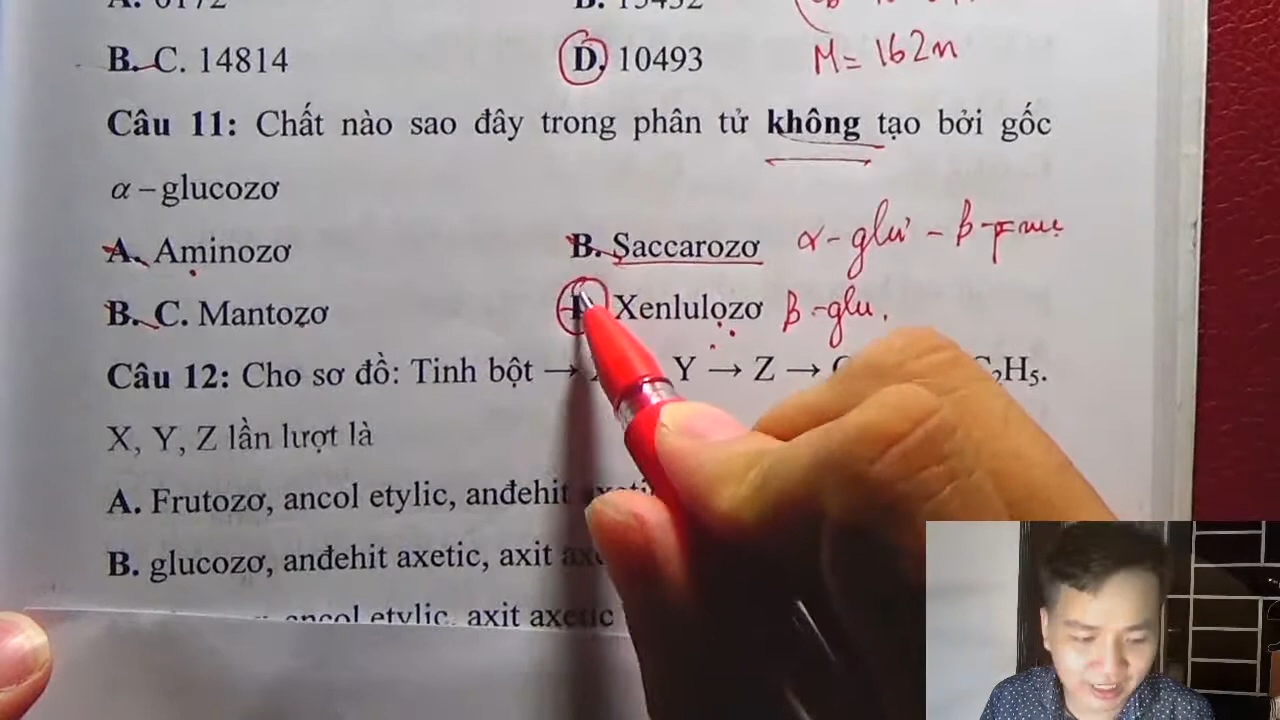 B. C. 14814 D. 10493 M = 162n
Câu 11: Chất nào sao đây trong phân tử không tạo bởi gốc
α – glucozơ
A. Aminozơ B. Saccarozơ α - glu - β -
B. C. Mantozơ Xenlulozơ β - glu.
Câu 12: Cho sơ đồ: Tinh bột → Y → Z →
X, Y, Z lần lượt là
A. Frutozơ, ancol etylic, anđehit
B. glucozơ, anđehit axetic, axit
ancol etylic, axit axetic